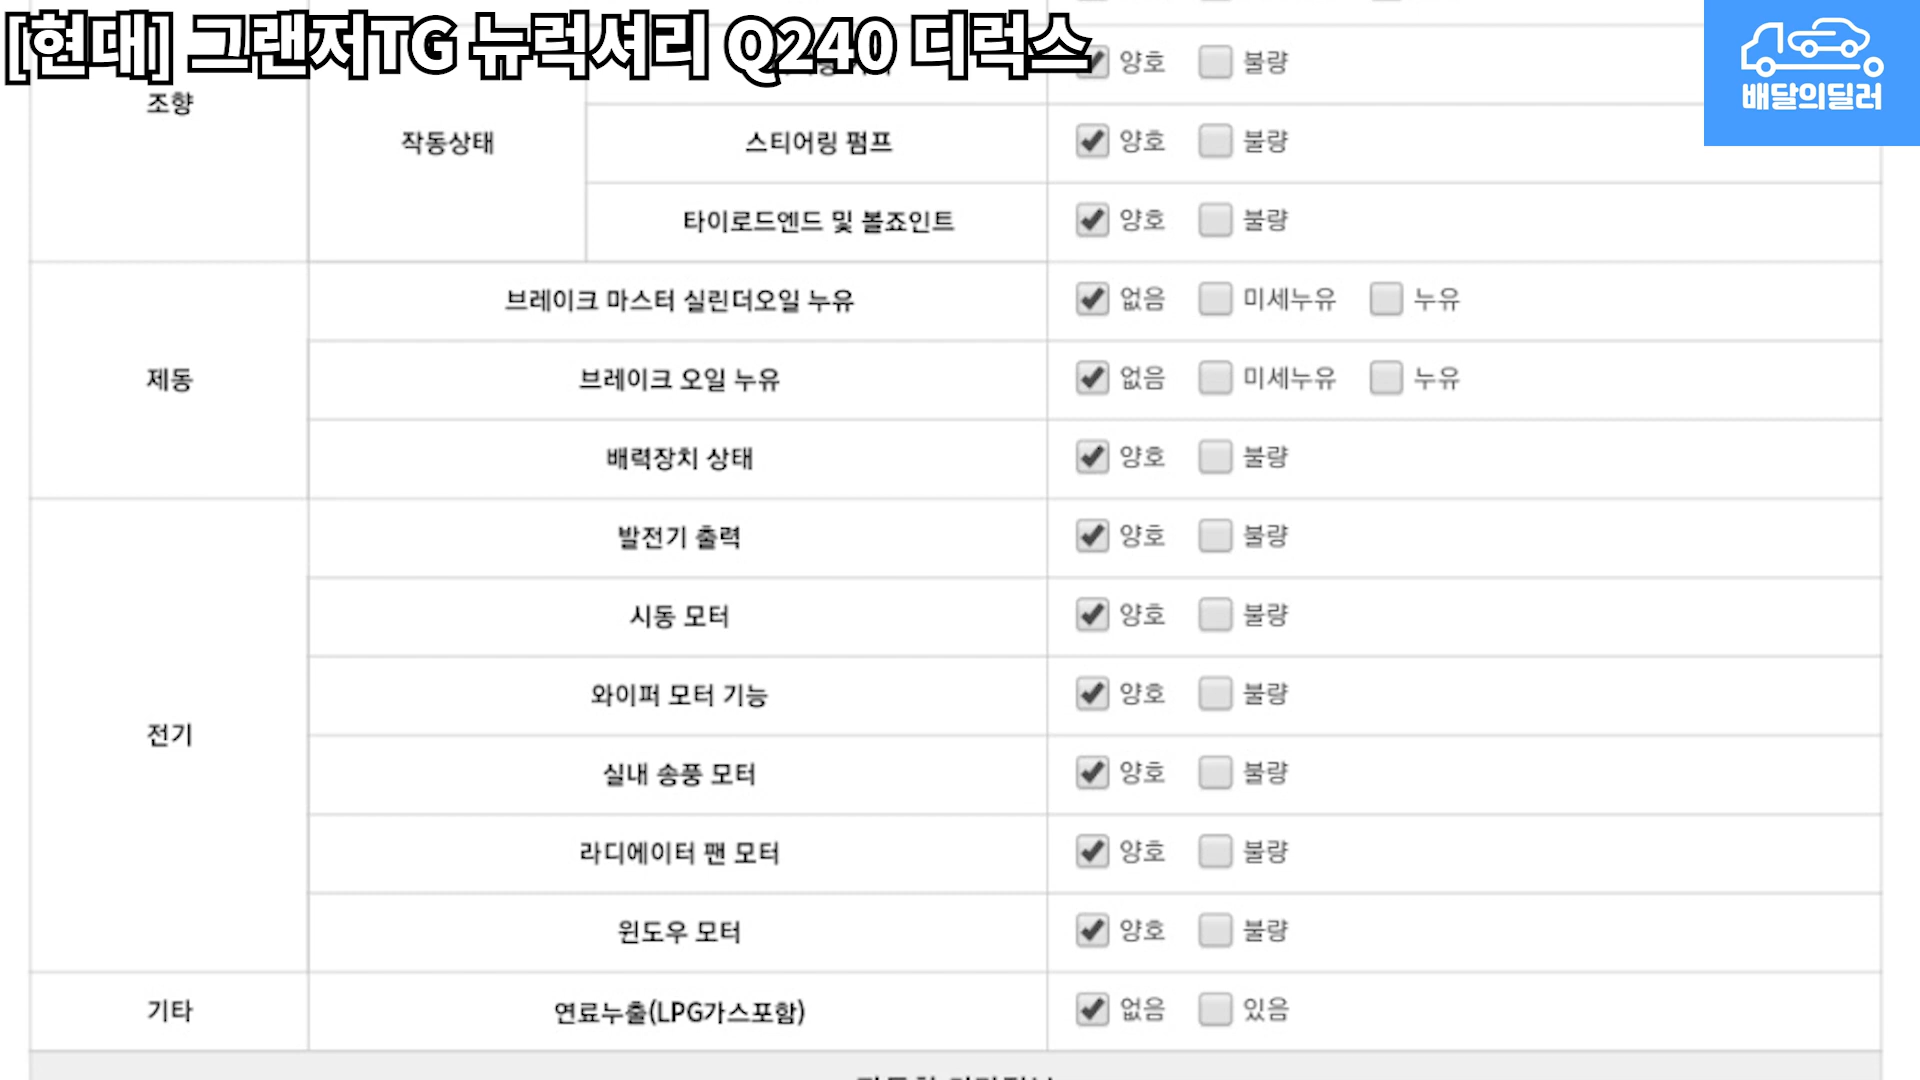 [현대] 그랜저TG 뉴럭셔리 Q240 디럭스
배달의딜러
양호 불량
조향
작동상태
스티어링 펌프 양호 불량
타이로드엔드 및 볼죠인트 양호 불량
제동
브레이크 마스터 실린더오일 누유 없음 미세누유 누유
브레이크 오일 누유 없음 미세누유 누유
배력장치 상태 양호 불량
전기
발전기 출력 양호 불량
시동 모터 양호 불량
와이퍼 모터 기능 양호 불량
실내 송풍 모터 양호 불량
라디에이터 팬 모터 양호 불량
윈도우 모터 양호 불량
기타
연료누출(LPG가스포함) 없음 있음